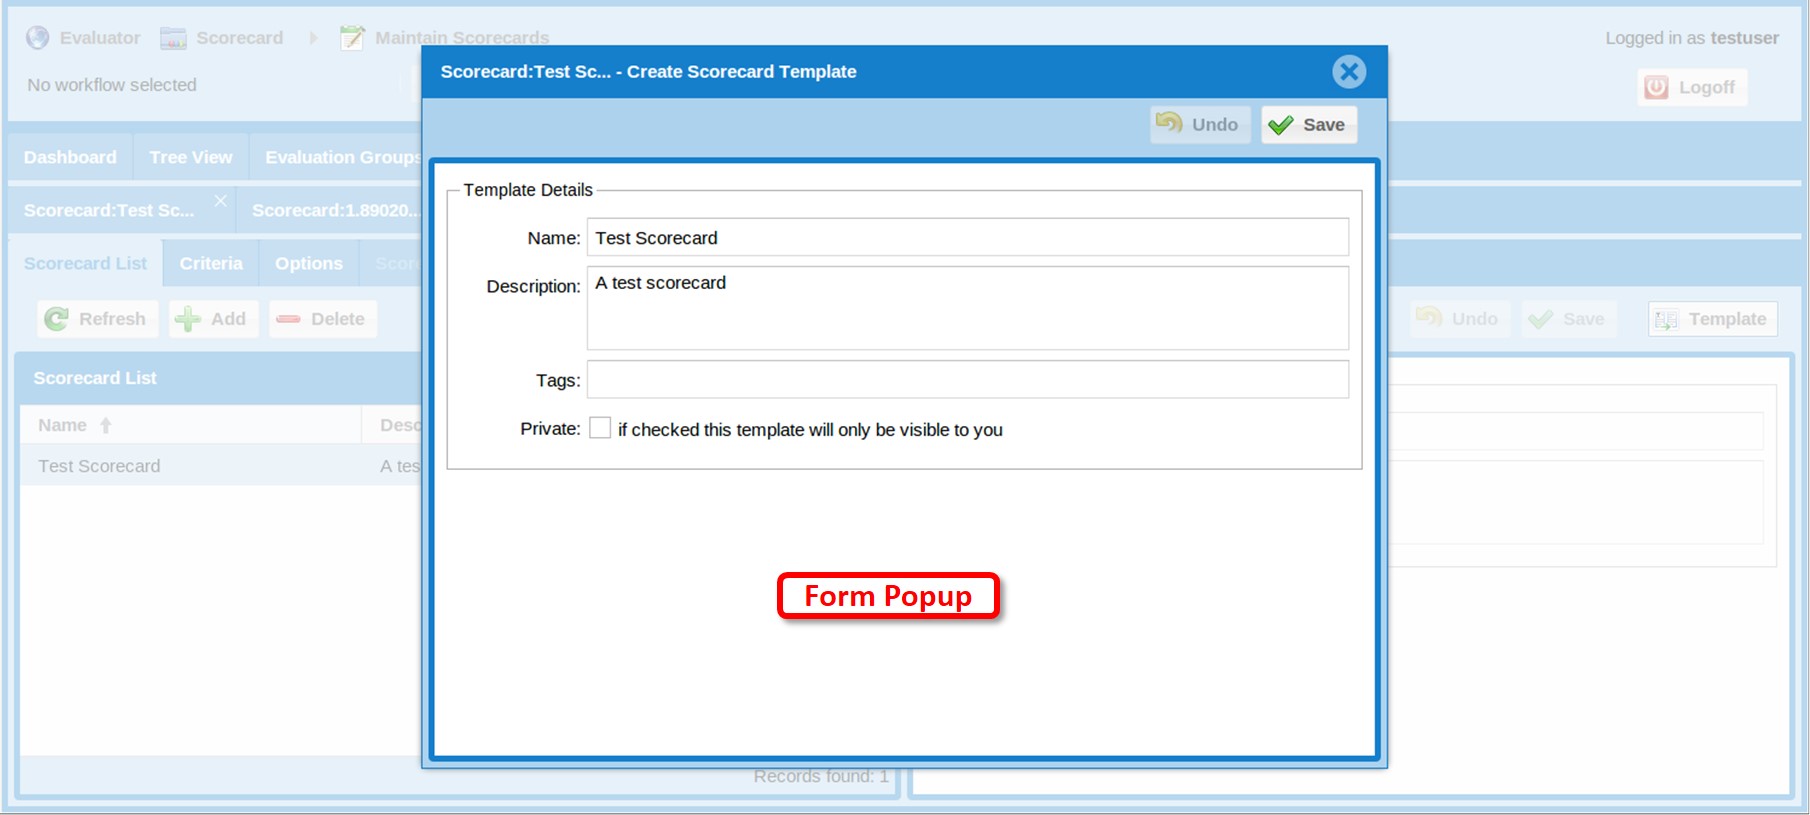 Evaluator Scorecard Maintain Scorecards
Logged in as testuser
No workflow selected
Logoff
Scorecard:Test Sc... - Create Scorecard Template
Undo Save
Dashboard Tree View Evaluation Groups
Scorecard:Test Sc... Scorecard:1.89020...
Scorecard List Criteria Options
Refresh Add Delete
Undo Save Template
Template Details
Name: Test Scorecard
Description: A test scorecard
Tags:
Private: if checked this template will only be visible to you
Scorecard List
Name Desc
Test Scorecard A tes
Form Popup
Records found: 1